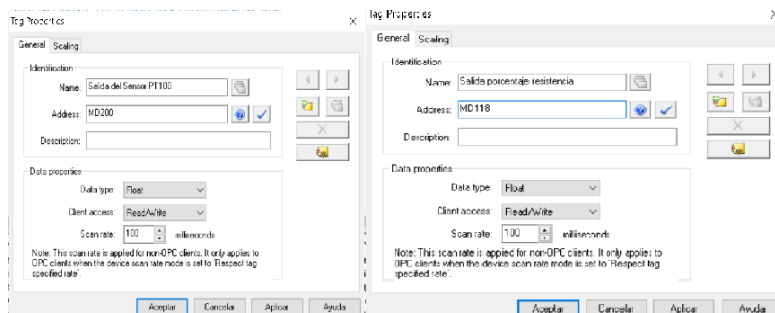 Tag Properties
General Scaling
Identification
Name: Salida del Sensor PT100
Address: MD200
Description:
Data properties
Data type: Float
Client access: Read/Write
Scan rate: 100 milliseconds
Note: This scan rate is applied for non-OPC clients. It only applies to
OPC clients when the device scan rate mode is set to 'Respect tag
specified rate'.
Aceptar Cancelar Aplicar Ayuda
Tag Properties
General Scaling
Identification
Name: Salida porcentaje resistencia
Address: MD118
Description:
Data properties
Data type: Float
Client access: Read/Write
Scan rate: 100 milliseconds
Note: This scan rate is applied for non-OPC clients. It only applies to
OPC clients when the device scan rate mode is set to 'Respect tag
specified rate'.
Aceptar Cancelar Aplicar Ayuda